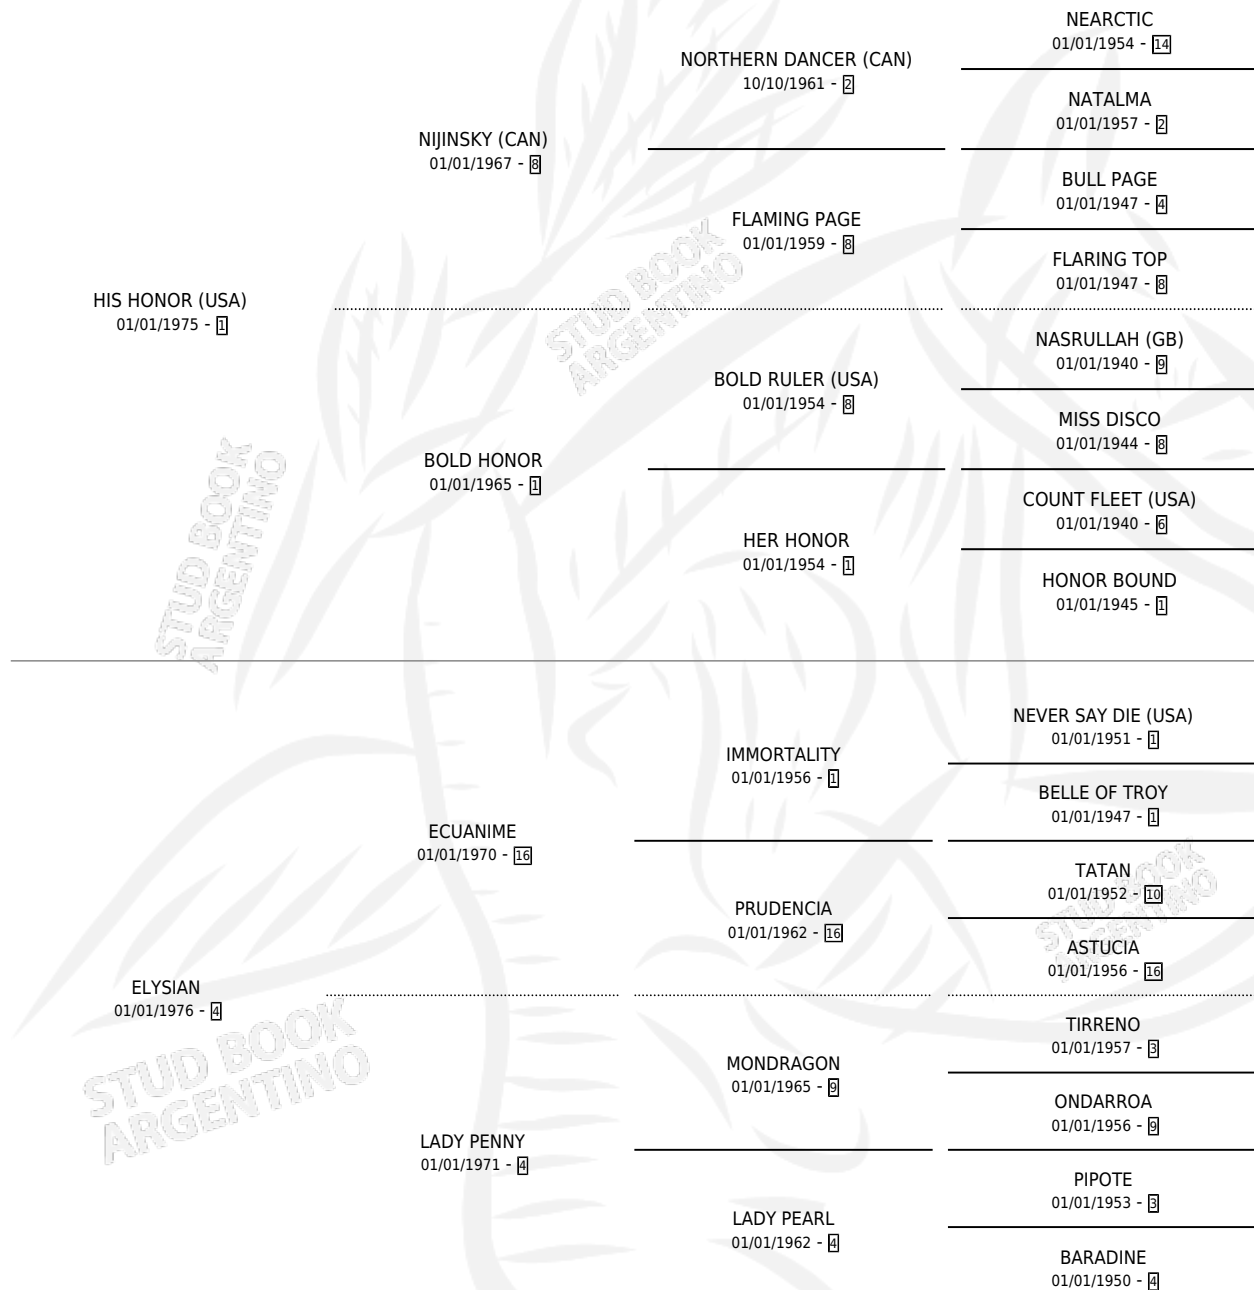 NEARCTIC
01/01/1954 - 14
NORTHERN DANCER (CAN)
10/10/1961 - 2
NATALMA
01/01/1957 - 2
NIJINSKY (CAN)
01/01/1967 - 8
BULL PAGE
01/01/1947 - 4
FLAMING PAGE
01/01/1959 - 8
FLARING TOP
01/01/1947 - 8
HIS HONOR (USA)
01/01/1975 - 1
NASRULLAH (GB)
01/01/1940 - 9
BOLD RULER (USA)
01/01/1954 - 8
MISS DISCO
01/01/1944 - 8
BOLD HONOR
01/01/1965 - 1
COUNT FLEET (USA)
01/01/1940 - 6
HER HONOR
01/01/1954 - 1
HONOR BOUND
01/01/1945 - 1
NEVER SAY DIE (USA)
01/01/1951 - 1
IMMORTALITY
01/01/1956 - 1
BELLE OF TROY
01/01/1947 - 1
ECUANIME
01/01/1970 - 16
TATAN
01/01/1952 - 10
PRUDENCIA
01/01/1962 - 16
ASTUCIA
01/01/1956 - 16
ELYSIAN
01/01/1976 - 4
TIRRENO
01/01/1957 - 3
MONDRAGON
01/01/1965 - 9
ONDARROA
01/01/1956 - 9
LADY PENNY
01/01/1971 - 4
PIPOTE
01/01/1953 - 3
LADY PEARL
01/01/1962 - 4
BARADINE
01/01/1950 - 4
STUD BOOK
ARGENTINO
STUD BOOK
ARGENTINO
STUD BOOK
ARGENTINO
STUD BOOK
ARGENTINO